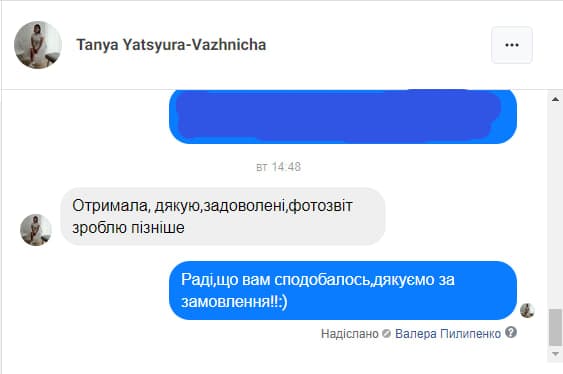 Tanya Yatsyura-Vazhnicha
вт 14:48
Отримала, дякую,задоволені,фотозвіт
зроблю пізніше
Раді,що вам сподобалось,дякуємо за
замовлення!!:)
Надіслано Валера Пилипенко ?